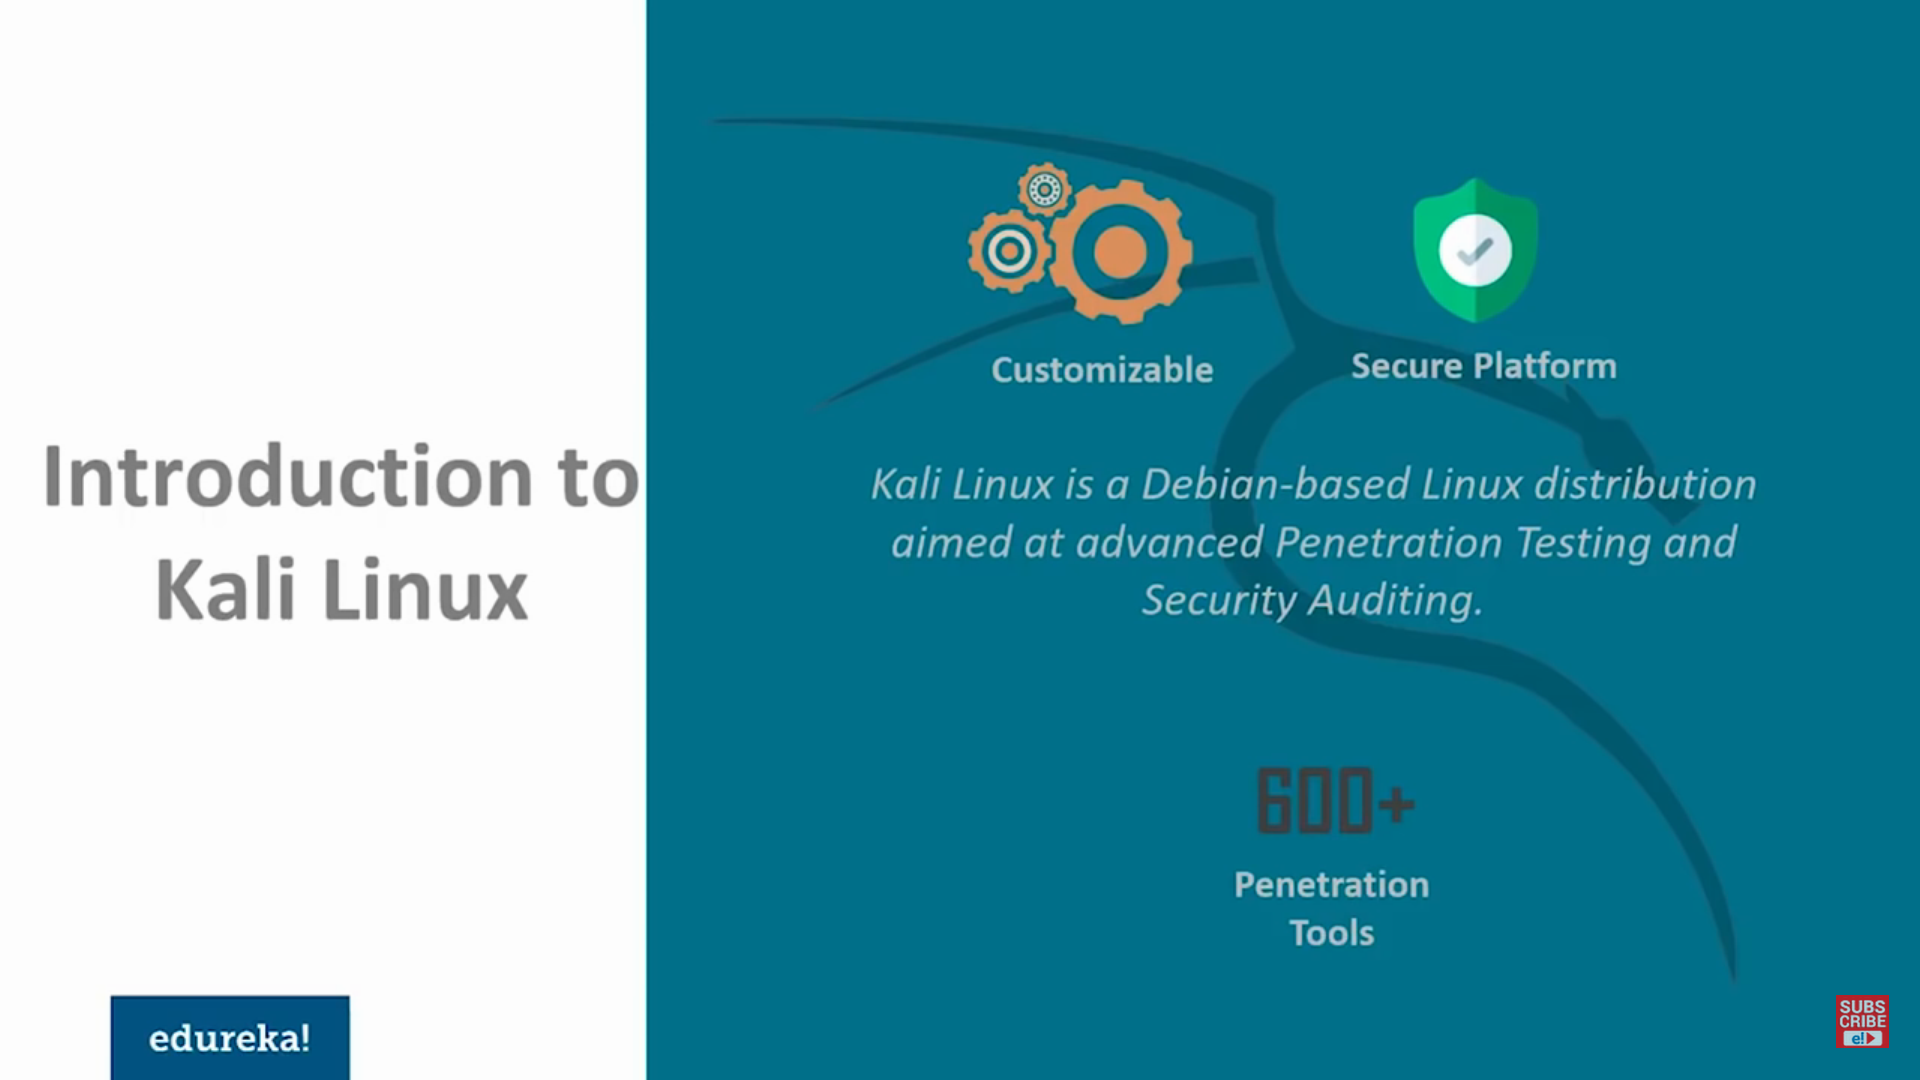 Introduction to
Kali Linux
Customizable
Secure Platform
Kali Linux is a Debian-based Linux distribution
aimed at advanced Penetration Testing and
Security Auditing.
600+
Penetration
Tools
edureka!
SUBS
CRIBE
e!